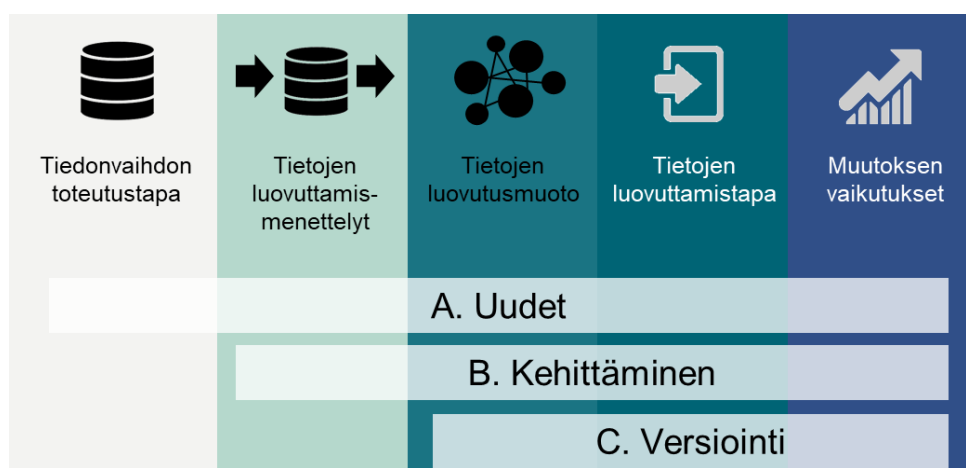 Tiedonvaihdon
toteutustapa
Tietojen
luovuttamis-
menettelyt
Tietojen
luovutusmuoto
Tietojen
luovuttamistapa
Muutoksen
vaikutukset
A. Uudet
B. Kehittäminen
C. Versiointi